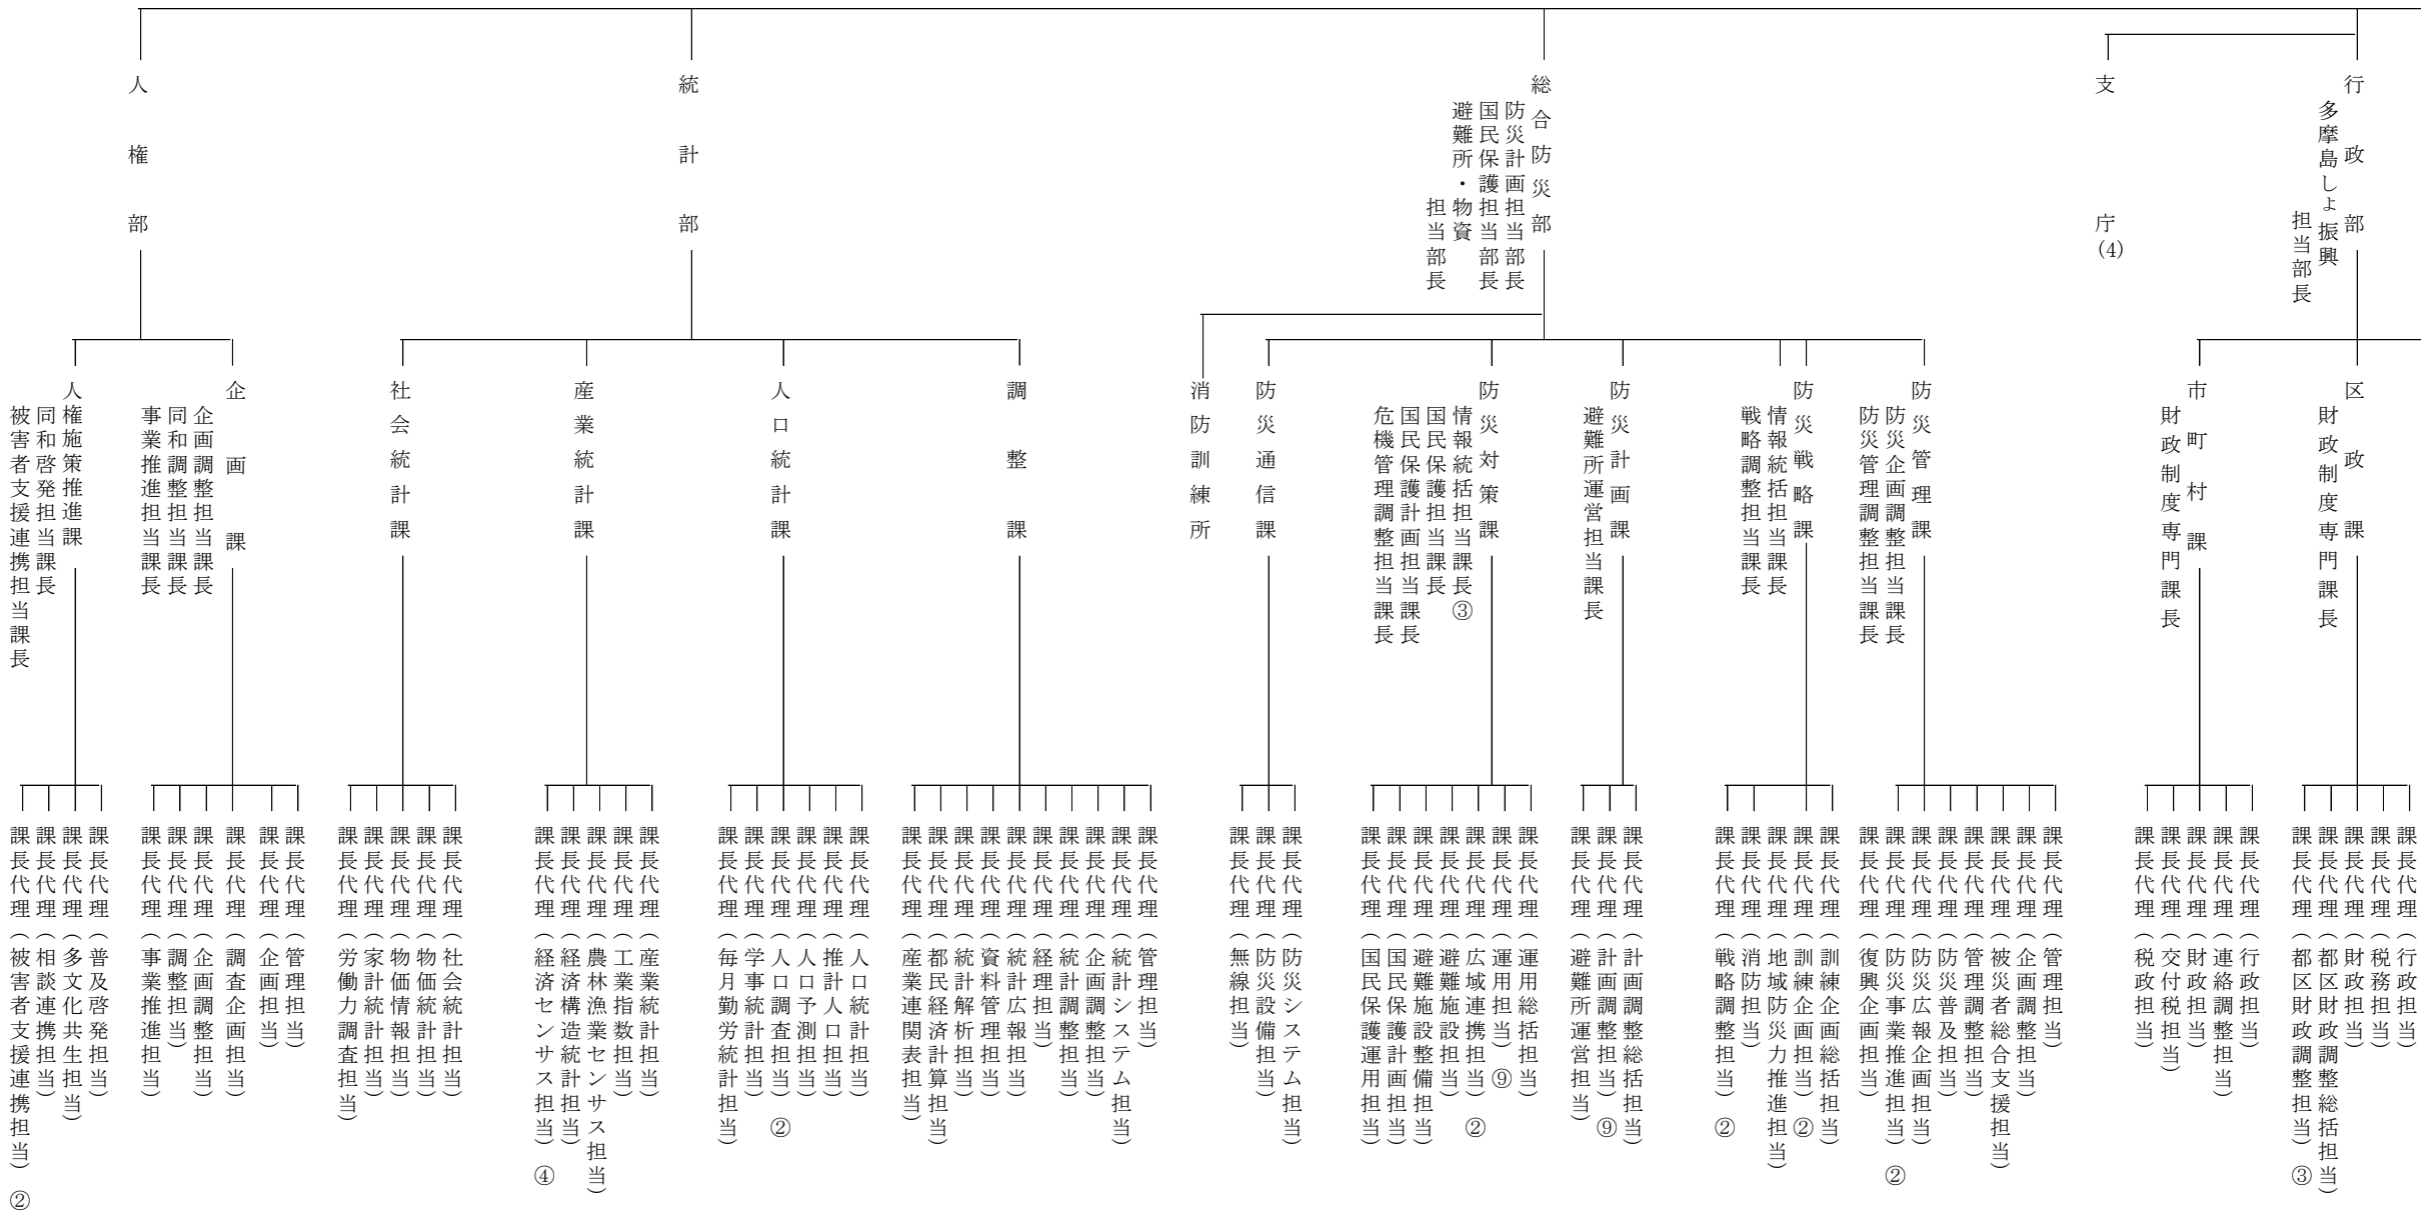 行政部
多摩島しょ振興
担当部長
支庁(4)
総合防災部
防災計画担当部長
国民保護担当部長
避難所・物資
担当部長
統計部
人権部
区政課
財政制度専門課長
市町村課
財政制度専門課長
防災管理課
防災企画調整担当課長
防災管理調整担当課長
防災戦略課
情報統括担当課長
戦略調整担当課長
防災計画課
避難所運営担当課長
防災対策課
情報統括担当課長③
国民保護担当課長
国民保護計画担当課長
危機管理調整担当課長
防災通信課
消防訓練所
調整課
人口統計課
産業統計課
社会統計課
企画課
企画調整担当課長
同和調整担当課長
事業推進担当課長
人権施策推進課
同和啓発担当課長
被害者支援連携担当課長
課長代理（行政担当）
課長代理（税務担当）
課長代理（財政担当）
課長代理（都区財政調整総括担当）
課長代理（都区財政調整担当）③
課長代理（行政担当）
課長代理（連絡調整担当）
課長代理（財政担当）
課長代理（交付税担当）
課長代理（税政担当）
課長代理（管理担当）
課長代理（企画調整担当）
課長代理（被災者総合支援担当）
課長代理（管理調整担当）
課長代理（防災普及担当）
課長代理（防災広報企画担当）
課長代理（防災事業推進担当）②
課長代理（復興企画担当）
課長代理（訓練企画総括担当）
課長代理（訓練企画担当）②
課長代理（地域防災力推進担当）
課長代理（消防担当）
課長代理（戦略調整担当）②
課長代理（計画調整総括担当）
課長代理（計画調整担当）⑨
課長代理（避難所運営担当）
課長代理（運用総括担当）
課長代理（運用担当）⑨
課長代理（広域連携担当）②
課長代理（避難施設担当）
課長代理（避難施設整備担当）
課長代理（国民保護計画担当）
課長代理（国民保護運用担当）
課長代理（防災システム担当）
課長代理（防災設備担当）
課長代理（無線担当）
課長代理（管理担当）
課長代理（統計システム担当）
課長代理（企画調整担当）
課長代理（統計調整担当）
課長代理（経理担当）
課長代理（統計広報担当）
課長代理（資料管理担当）
課長代理（統計解析担当）
課長代理（都民経済計算担当）
課長代理（産業連関表担当）
課長代理（人口統計担当）
課長代理（推計人口担当）
課長代理（人口予測担当）
課長代理（人口調査担当）②
課長代理（学事統計担当）
課長代理（毎月勤労統計担当）
課長代理（産業統計担当）
課長代理（工業指数担当）
課長代理（農林漁業センサス担当）
課長代理（経済構造統計担当）
課長代理（経済センサス担当）④
課長代理（社会統計担当）
課長代理（物価統計担当）
課長代理（物価情報担当）
課長代理（家計統計担当）
課長代理（労働力調査担当）
課長代理（管理担当）
課長代理（企画担当）
課長代理（調査企画担当）
課長代理（企画調整担当）
課長代理（調整担当）
課長代理（事業推進担当）
課長代理（普及啓発担当）
課長代理（多文化共生担当）
課長代理（相談連携担当）
課長代理（被害者支援連携担当）②